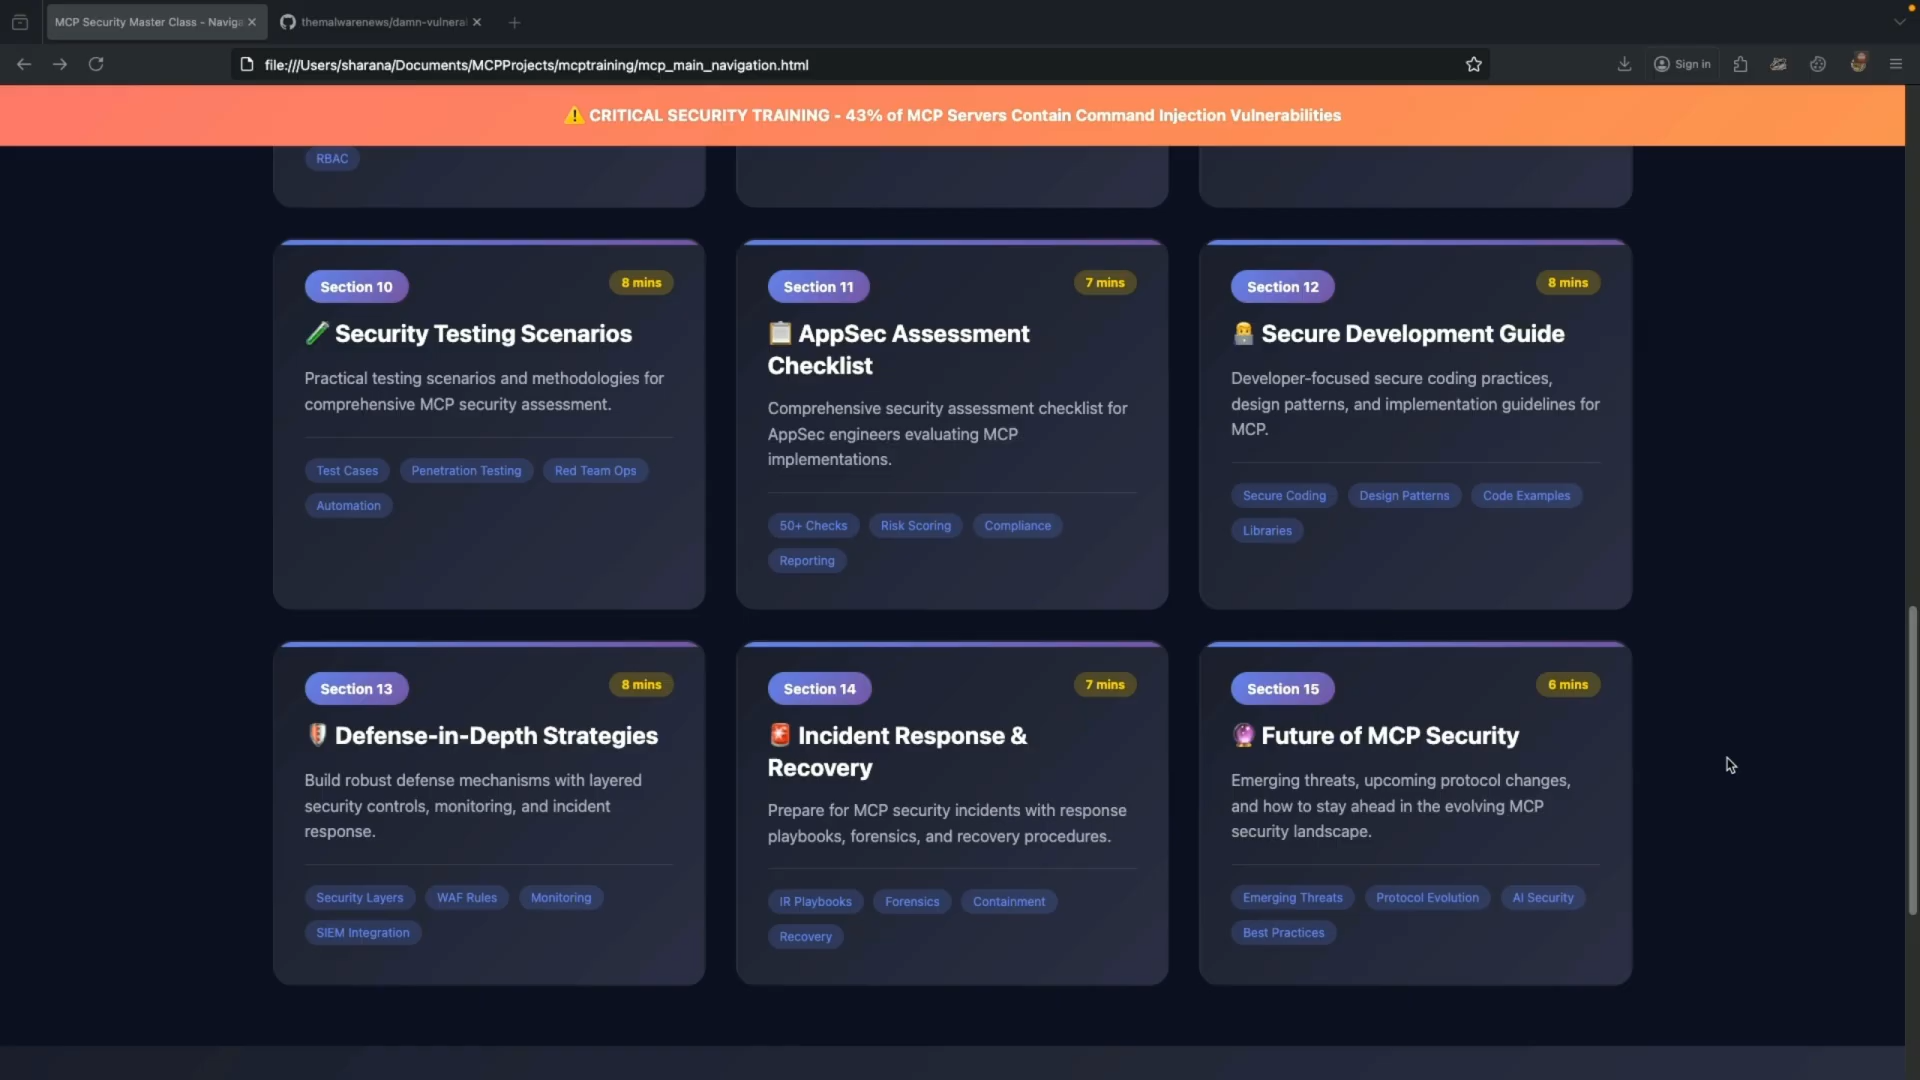 MCP Security Master Class - Naviga
themalwarenews/damn-vulnera
file:///Users/sharana/Documents/MCPProjects/mcptraining/mcp_main_navigation.html
Sign in
⚠️ CRITICAL SECURITY TRAINING - 43% of MCP Servers Contain Command Injection Vulnerabilities
RBAC
Section 10
8 mins
Security Testing Scenarios
Practical testing scenarios and methodologies for
comprehensive MCP security assessment.
Test Cases
Penetration Testing
Red Team Ops
Automation
Section 11
7 mins
AppSec Assessment
Checklist
Comprehensive security assessment checklist for
AppSec engineers evaluating MCP
implementations.
50+ Checks
Risk Scoring
Compliance
Reporting
Section 12
8 mins
Secure Development Guide
Developer-focused secure coding practices,
design patterns, and implementation guidelines for
MCP.
Secure Coding
Design Patterns
Code Examples
Libraries
Section 13
8 mins
Defense-in-Depth Strategies
Build robust defense mechanisms with layered
security controls, monitoring, and incident
response.
Security Layers
WAF Rules
Monitoring
SIEM Integration
Section 14
7 mins
Incident Response &
Recovery
Prepare for MCP security incidents with response
playbooks, forensics, and recovery procedures.
IR Playbooks
Forensics
Containment
Recovery
Section 15
6 mins
Future of MCP Security
Emerging threats, upcoming protocol changes,
and how to stay ahead in the evolving MCP
security landscape.
Emerging Threats
Protocol Evolution
AI Security
Best Practices